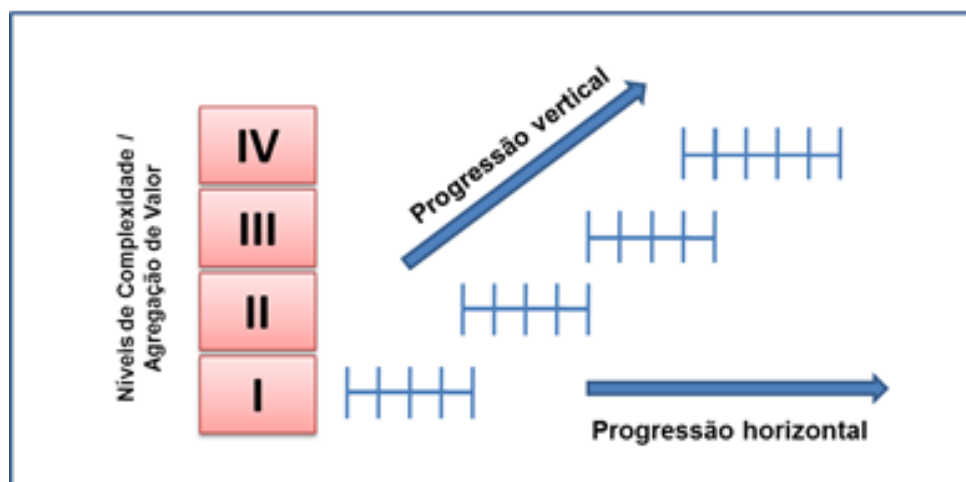 Níveis de Complexidade /
Agregação de Valor
IV
III
II
I
Progressão vertical
Progressão horizontal